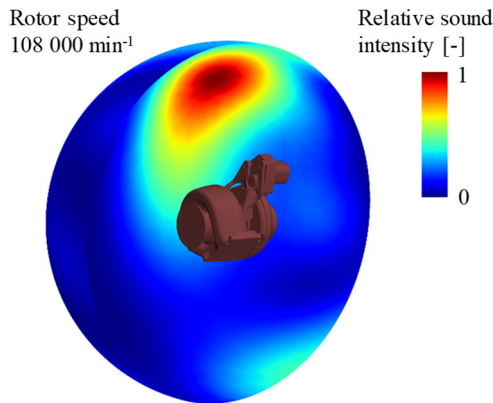 Rotor speed
108 000 min⁻¹
Relative sound
intensity [-]
1
0